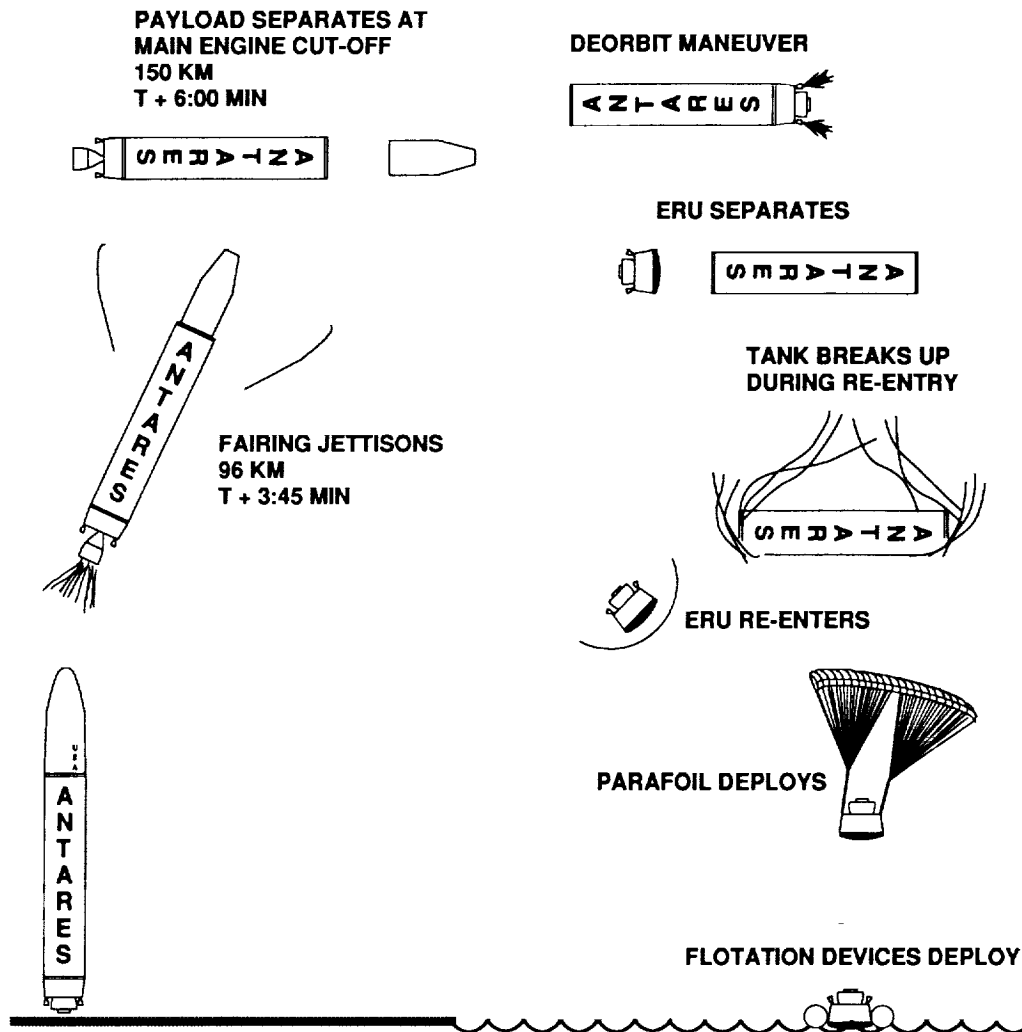 PAYLOAD SEPARATES AT
MAIN ENGINE CUT-OFF
150 KM
T + 6:00 MIN
ANTARES
FAIRING JETTISONS
96 KM
T + 3:45 MIN
ANTARES
USA
ANTARES
DEORBIT MANEUVER
ANTARES
ERU SEPARATES
ANTARES
TANK BREAKS UP
DURING RE-ENTRY
ANTARES
ERU RE-ENTERS
PARAFOIL DEPLOYS
FLOTATION DEVICES DEPLOY